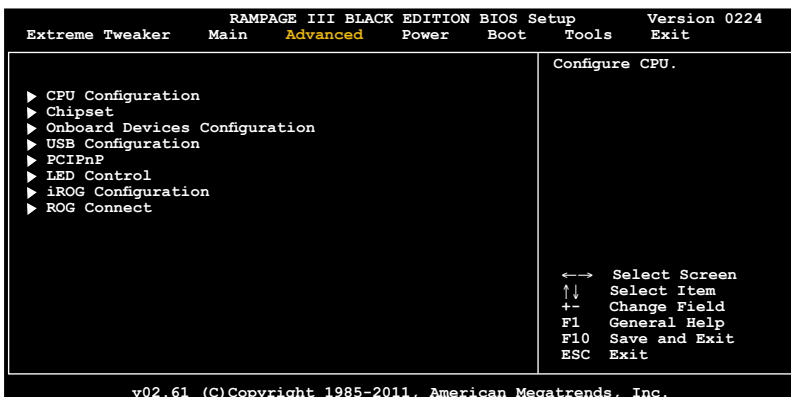 RAMPAGE III BLACK EDITION BIOS Setup Version 0224
Extreme Tweaker Main Advanced Power Boot Tools Exit
Configure CPU.
▶ CPU Configuration
▶ Chipset
▶ Onboard Devices Configuration
▶ USB Configuration
▶ PCIPnP
▶ LED Control
▶ iROG Configuration
▶ ROG Connect
←→ Select Screen
↑↓ Select Item
+- Change Field
F1 General Help
F10 Save and Exit
ESC Exit
v02.61 (C)Copyright 1985-2011, American Megatrends, Inc.